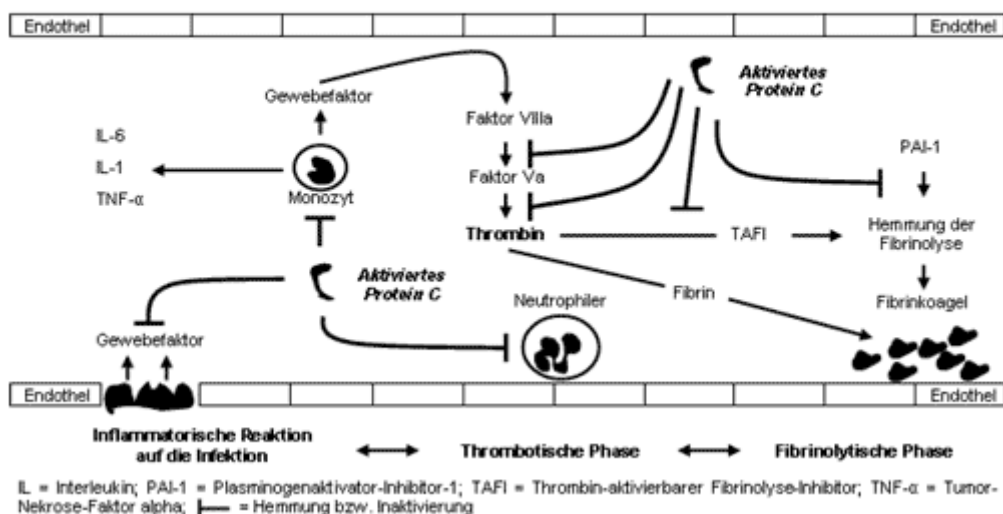 Endothel
Endothel
Aktiviertes
Protein C
Gewebefaktor
Faktor VIIIa
IL-6
IL-1
TNF-α
Monozyt
PAI-1
Faktor Va
Thrombin
TAFI
Hemmung der
Fibrinolyse
Aktiviertes
Protein C
Neutrophiler
Fibrin
Fibrinkoagel
Gewebefaktor
Endothel
Endothel
Inflammatorische Reaktion
auf die Infektion
Thrombotische Phase
Fibrinolytische Phase
IL = Interleukin; PAI-1 = Plasminogenaktivator-Inhibitor-1; TAFI = Thrombin-aktivierbarer Fibrinolyse-Inhibitor; TNF-α = Tumor-
Nekrose-Faktor alpha; = Hemmung bzw. Inaktivierung